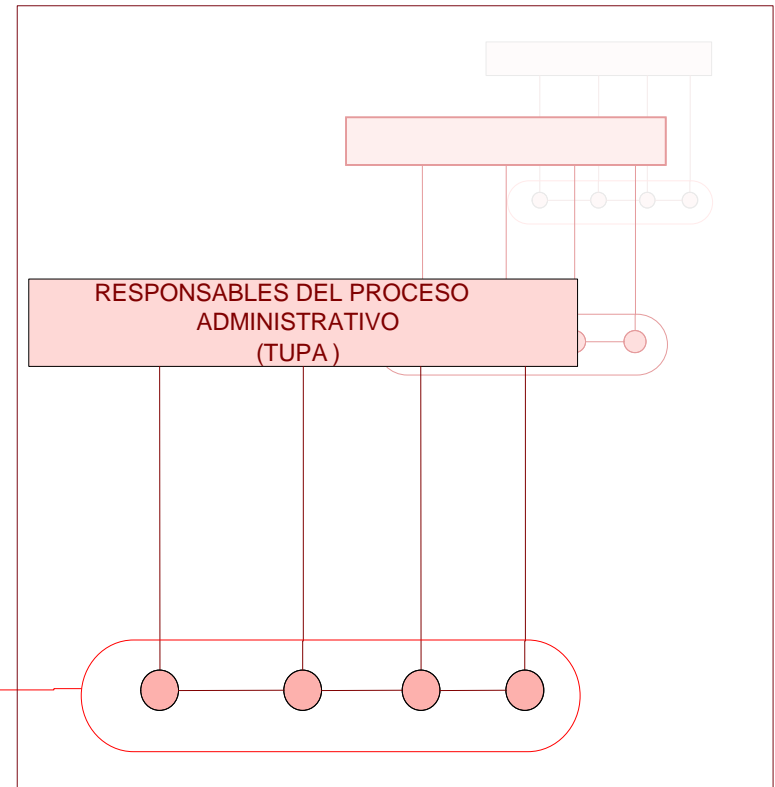 RESPONSABLES DEL PROCESO
ADMINISTRATIVO
(TUPA )